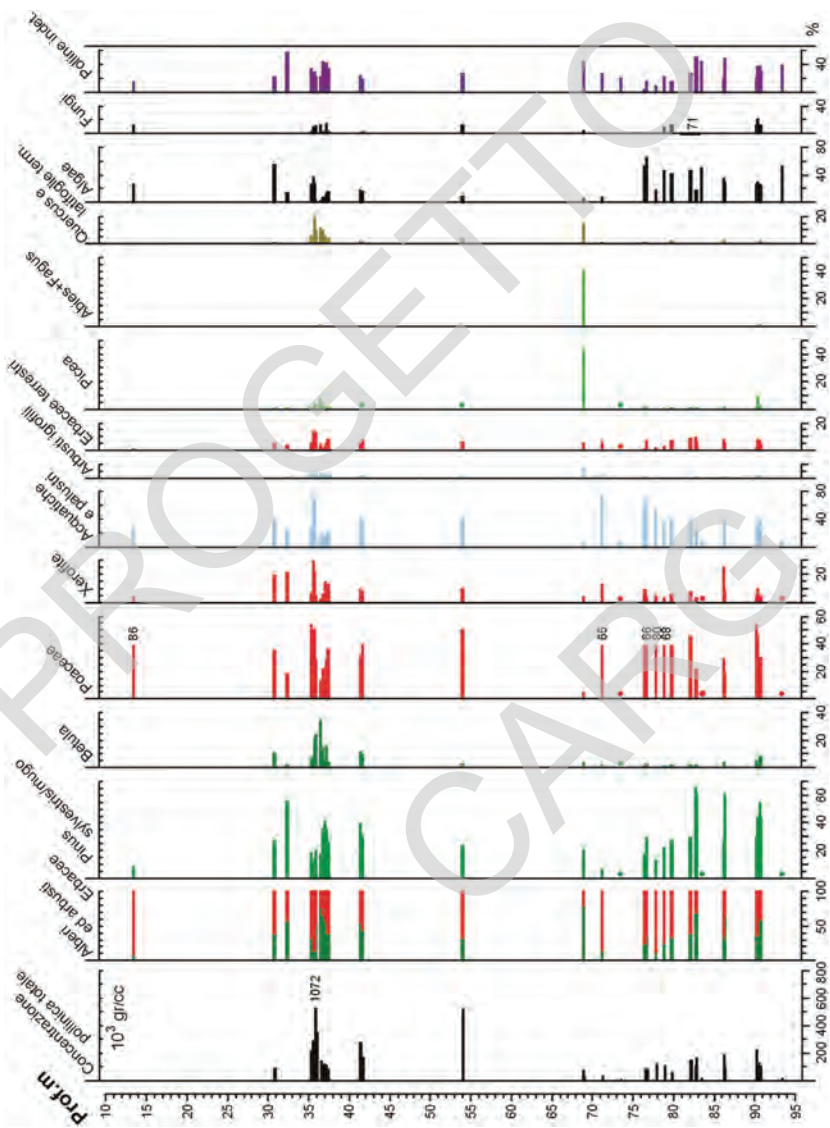 Prof.m
Concentrazione
pollinica totale
Alberi
ed arbusti
Erbacee
Pinus
sylvestris/mugo
Betula
Poaceae
Xerofite
Acquatiche
e palustri
Arbusti igrofili
Erbacee terrestri
Picea
Abies+Fagus
Quercus e
latifoglie term.
Algae
Fungi
Polline indet.
10³ gr/cc
1072
86
66
66
80
68
71
10
15
20
25
30
35
40
45
50
55
60
65
70
75
80
85
90
95
200 400 600 800
50 100
20 40 60
20 40
20 40 60
20
40 80
20
20 40
20 40
20
40 80
40
%
PROGETTO
CARG